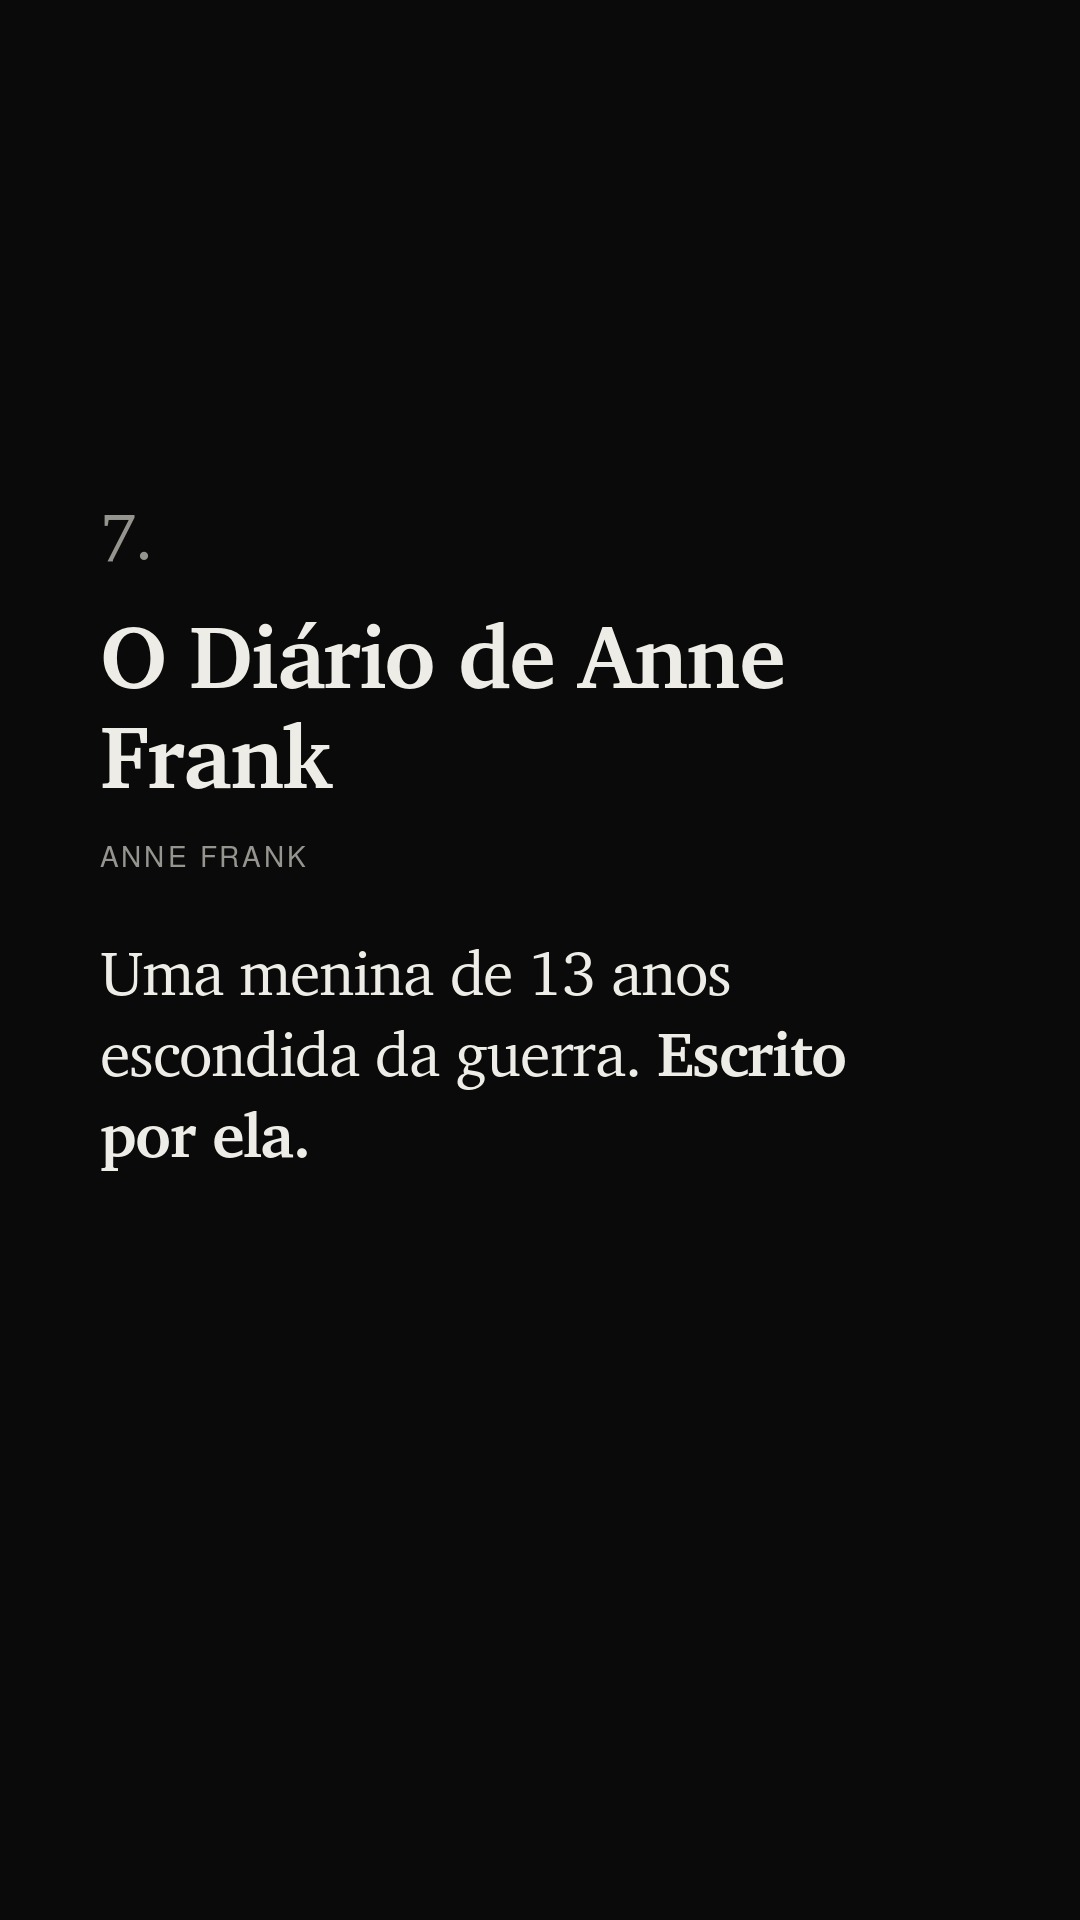 7.
O Diário de Anne
Frank
ANNE FRANK
Uma menina de 13 anos
escondida da guerra. Escrito
por ela.